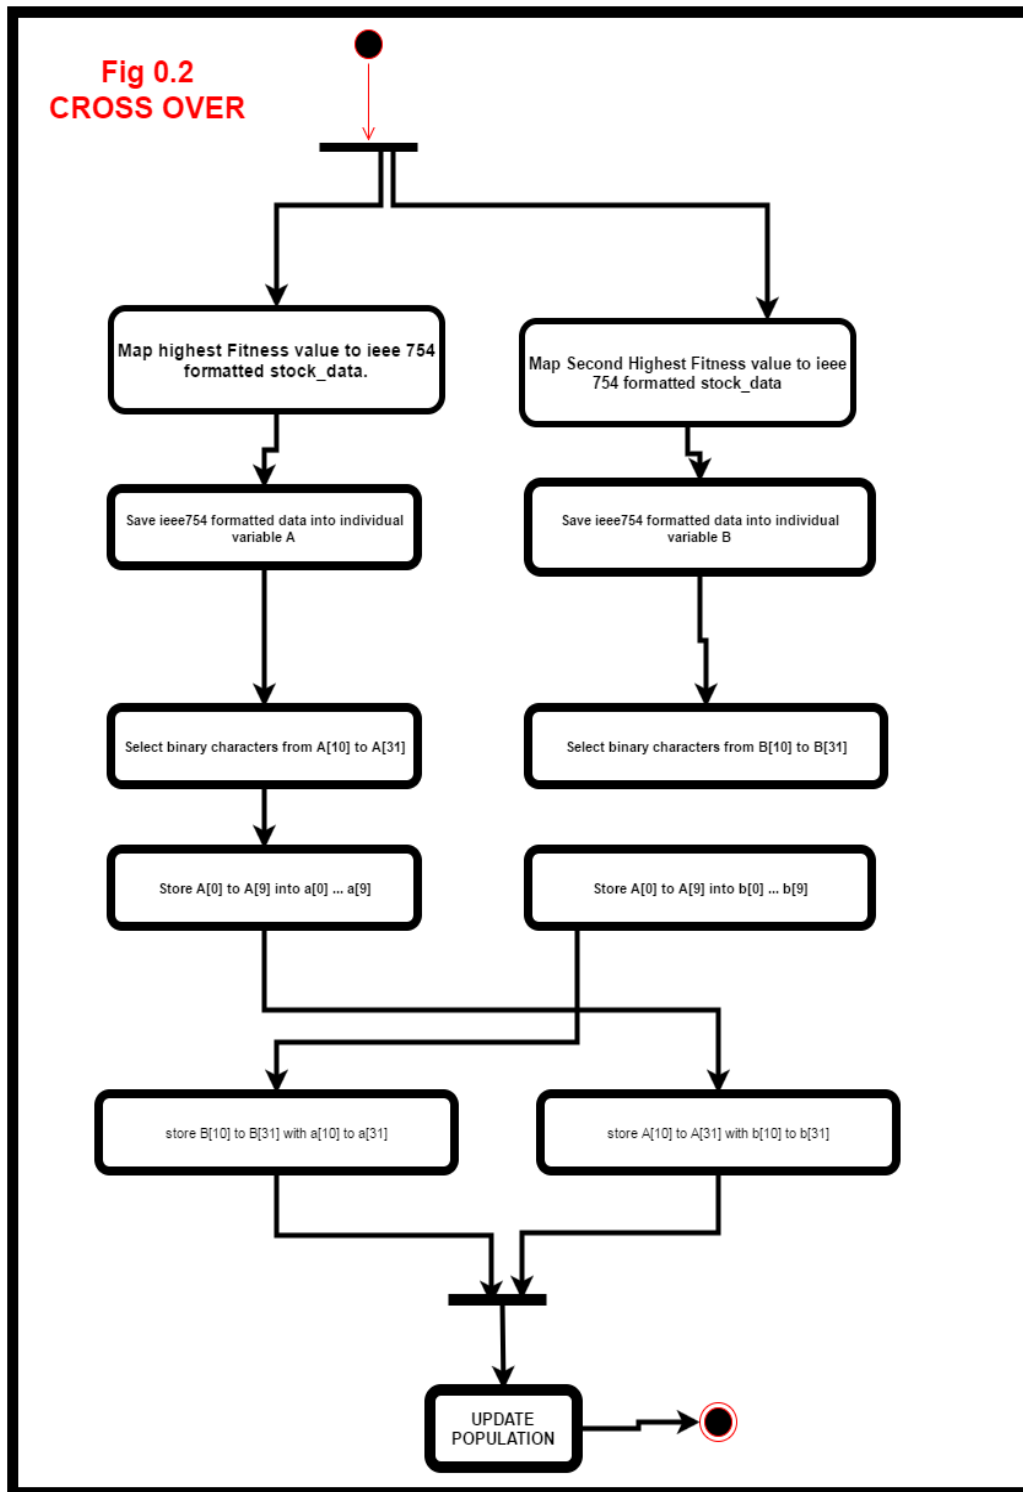 Fig 0.2
CROSS OVER
Map highest Fitness value to ieee 754
formatted stock_data.
Map Second Highest Fitness value to ieee
754 formatted stock_data
Save ieee754 formatted data into individual
variable A
Save ieee754 formatted data into individual
variable B
Select binary characters from A[10] to A[31]
Select binary characters from B[10] to B[31]
Store A[0] to A[9] into a[0] ... a[9]
Store A[0] to A[9] into b[0] ... b[9]
store B[10] to B[31] with a[10] to a[31]
store A[10] to A[31] with b[10] to b[31]
UPDATE
POPULATION